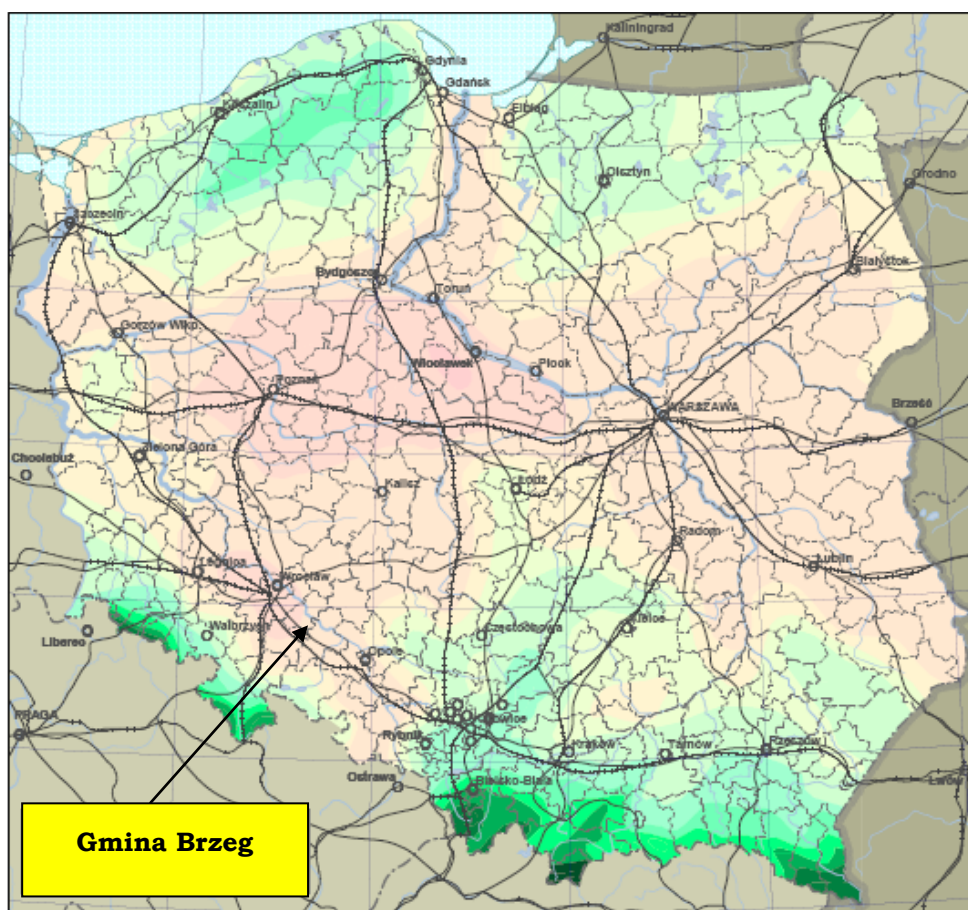 Kaliningrad
Gdynia
Gdańsk
Koszalin
Elbląg
Olsztyn
Grodno
Szczecin
Białystok
Bydgoszcz
Toruń
Gorzów Wlkp.
Włocławek
Płock
Poznań
WARSZAWA
Brześć
Zielona Góra
Chociebuż
Kalisz
Łódź
Radom
Legnica
Wrocław
Lublin
Liberec
Wałbrzych
Częstochowa
Kielce
Opole
PRAGA
Katowice
Rybnik
Kraków
Tarnów
Rzeszów
Ostrawa
Bielsko-Biała
Lwów
Gmina Brzeg